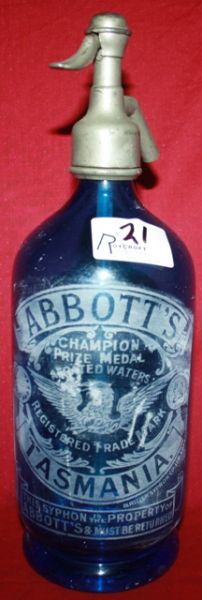 21
ROYCROFT
ABBOTT'S
CHAMPION
PRIZE MEDAL
AERATED WATERS
REGISTERED TRADE MARK
TASMANIA
THIS SYPHON IS THE PROPERTY OF
ABBOTT'S & MUST BE RETURNED